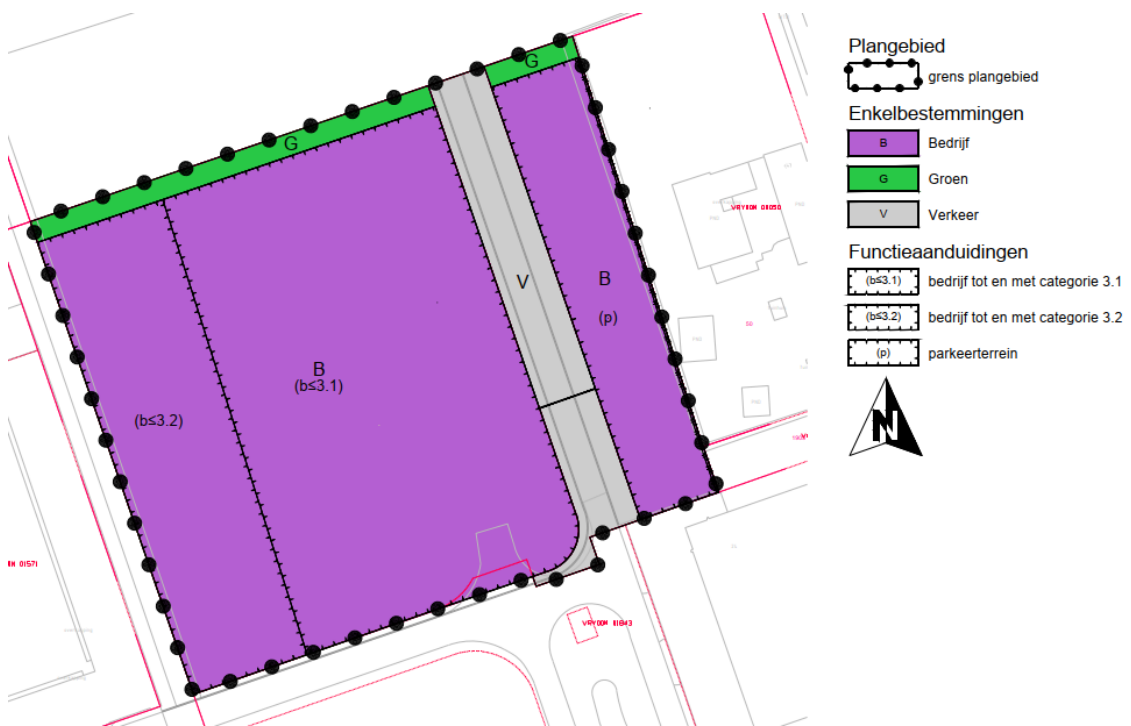 Plangebied
grens plangebied
Enkelbestemmingen
B Bedrijf
G Groen
V Verkeer
Functieaanduidingen
(b≤3.1) bedrijf tot en met categorie 3.1
(b≤3.2) bedrijf tot en met categorie 3.2
(p) parkeerterrein
N
G
G
B
(b≤3.1)
(b≤3.2)
V
B
(p)